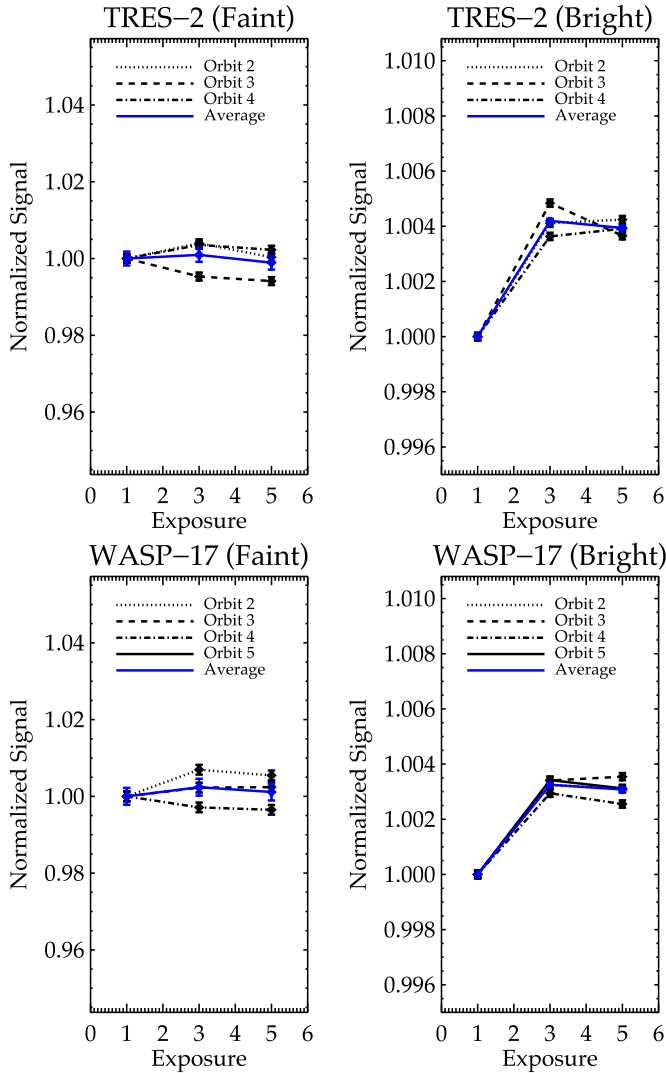 TRES−2 (Faint)
Normalized Signal
1.04
1.02
1.00
0.98
0.96
Orbit 2
Orbit 3
Orbit 4
Average
0 1 2 3 4 5 6
Exposure
TRES−2 (Bright)
Normalized Signal
1.010
1.008
1.006
1.004
1.002
1.000
0.998
0.996
Orbit 2
Orbit 3
Orbit 4
Average
0 1 2 3 4 5 6
Exposure
WASP−17 (Faint)
Normalized Signal
1.04
1.02
1.00
0.98
0.96
Orbit 2
Orbit 3
Orbit 4
Orbit 5
Average
0 1 2 3 4 5 6
Exposure
WASP−17 (Bright)
Normalized Signal
1.010
1.008
1.006
1.004
1.002
1.000
0.998
0.996
Orbit 2
Orbit 3
Orbit 4
Orbit 5
Average
0 1 2 3 4 5 6
Exposure